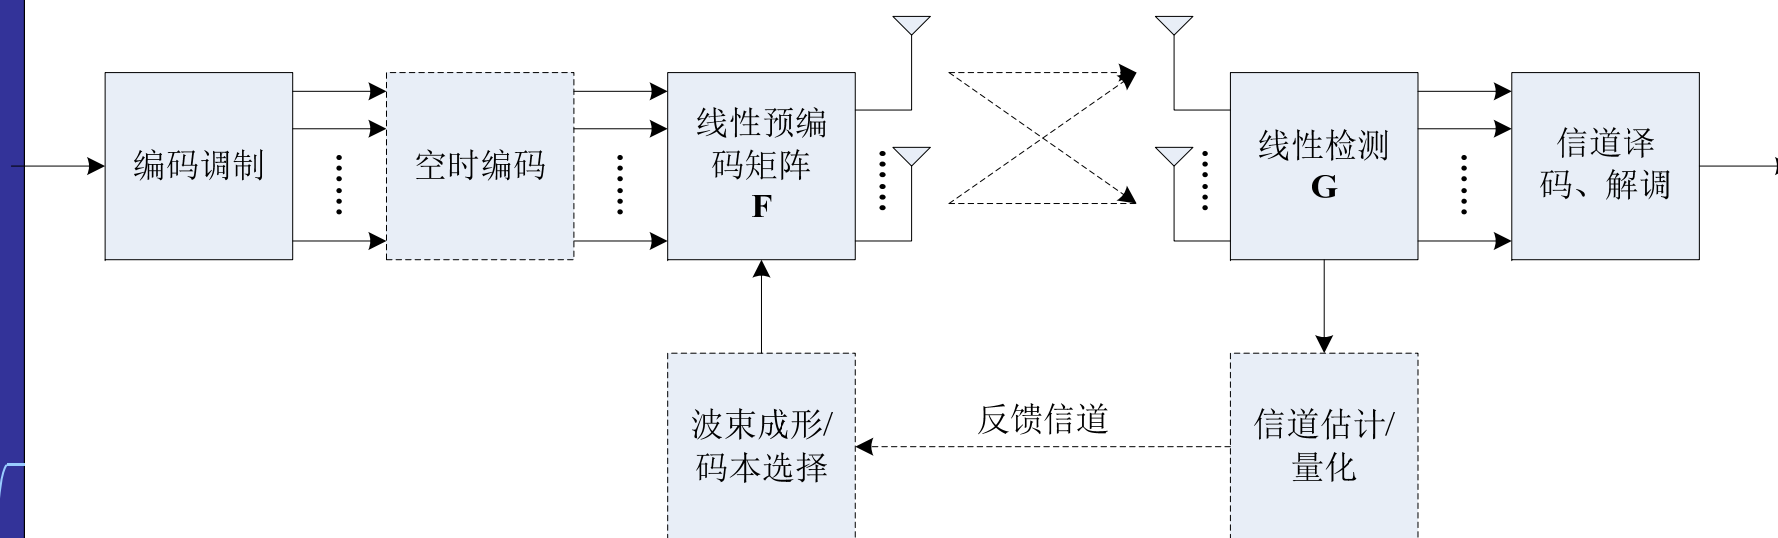 编码调制
空时编码
线性预编
码矩阵
F
线性检测
G
信道译
码、解调
波束成形/
码本选择
反馈信道
信道估计/
量化